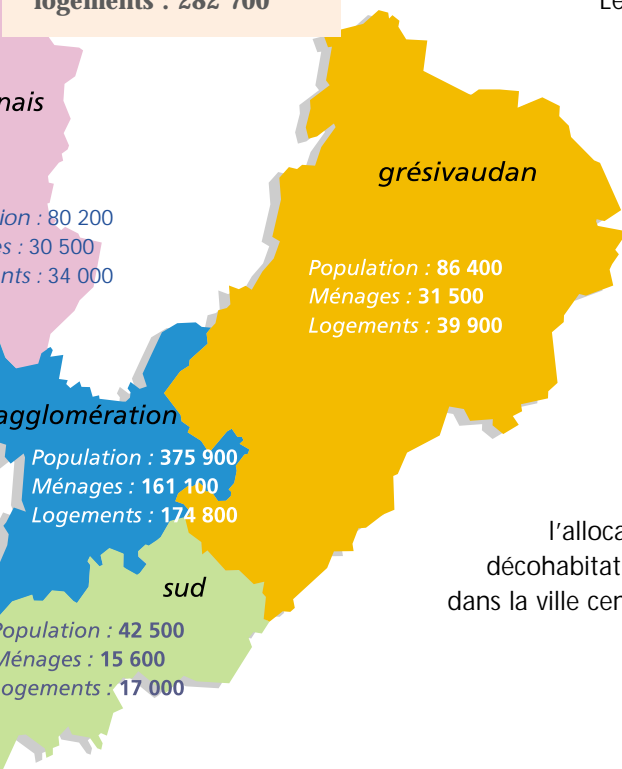 logements : 282 700
Le
nais
tion : 80 200
es : 30 500
ents : 34 000
grésivaudan
Population : 86 400
Ménages : 31 500
Logements : 39 900
agglomération
Population : 375 900
Ménages : 161 100
Logements : 174 800
l'alloca
décohabitat
dans la ville cen
sud
Population : 42 500
Ménages : 15 600
ogements : 17 000